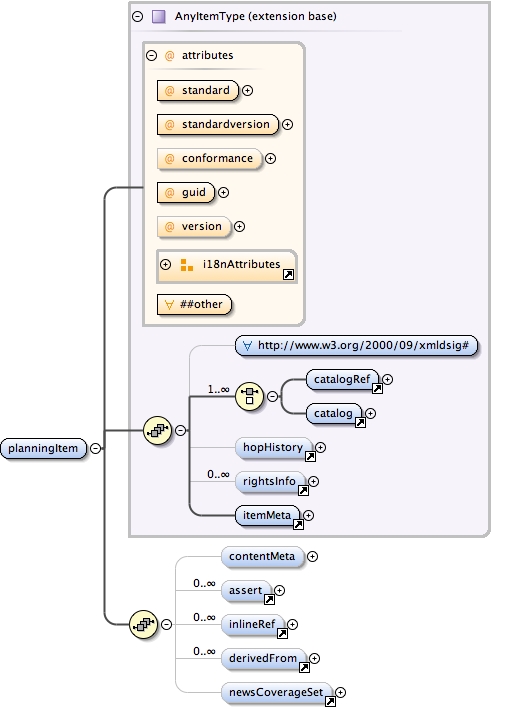 AnyItemType (extension base)
@ attributes
@ standard
@ standardversion
@ conformance
@ guid
@ version
i18nAttributes
∀ ##other
∀ http://www.w3.org/2000/09/xmldsig#
1..∞
catalogRef
catalog
planningItem
hopHistory
0..∞ rightsInfo
itemMeta
contentMeta
0..∞ assert
0..∞ inlineRef
0..∞ derivedFrom
newsCoverageSet